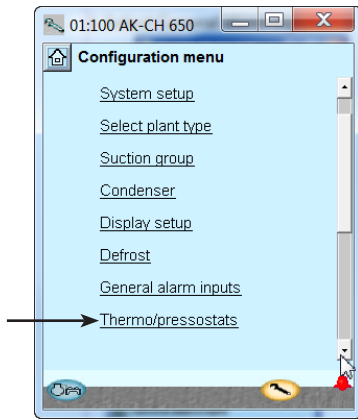 01:100 AK-CH 650
Configuration menu
System setup
Select plant type
Suction group
Condenser
Display setup
Defrost
General alarm inputs
Thermo/pressostats